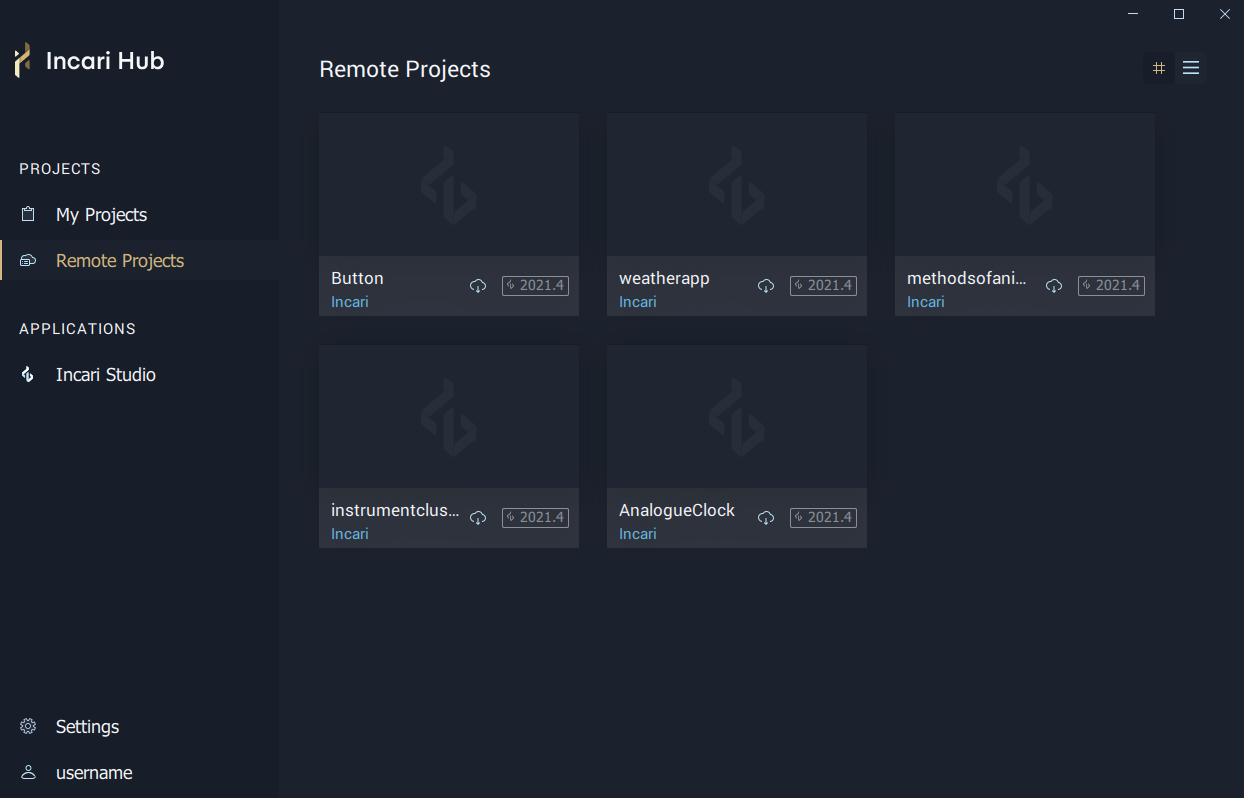 Incari Hub
Remote Projects
PROJECTS
My Projects
Remote Projects
APPLICATIONS
Incari Studio
Button
Incari
2021.4
weatherapp
Incari
2021.4
methodsofani...
Incari
2021.4
instrumentclus...
Incari
2021.4
AnalogueClock
Incari
2021.4
Settings
username